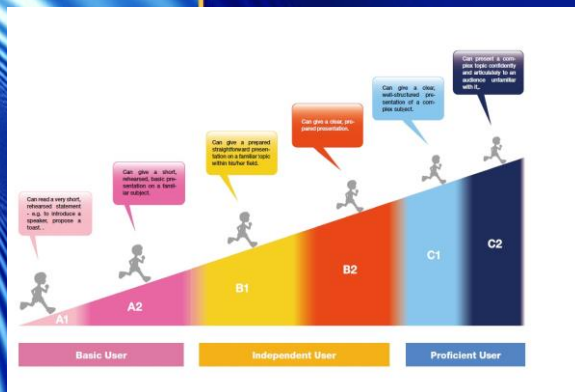 Can present a com-
plex topic confidently
and articulately to an
audience unfamiliar
with it..
Can give a clear,
well-structured pre-
sentation of a com-
plex subject.
Can give a clear, pre-
pared presentation.
Can give a prepared
straightforward presen-
tation on a familiar topic
within his/her field.
Can give a short,
rehearsed, basic pre-
sentation on a famil-
iar subject.
Can read a very short,
rehearsed statement
- e.g. to introduce a
speaker, propose a
toast. .
A1
A2
B1
B2
C1
C2
Basic User
Independent User
Proficient User